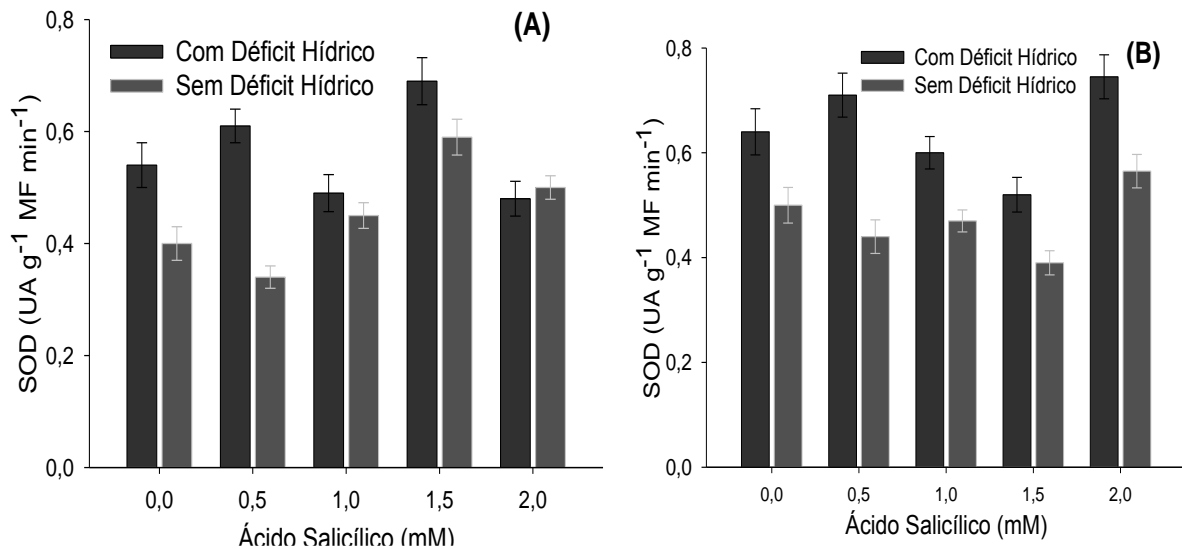 (A)
Com Déficit Hídrico
Sem Déficit Hídrico
SOD (UA g⁻¹ MF min⁻¹)
0,8
0,6
0,4
0,2
0,0
0,0 0,5 1,0 1,5 2,0
Ácido Salicílico (mM)
(B)
Com Déficit Hídrico
Sem Déficit Hídrico
SOD (UA g⁻¹ MF min⁻¹)
0,8
0,6
0,4
0,2
0,0
0,0 0,5 1,0 1,5 2,0
Ácido Salicílico (mM)